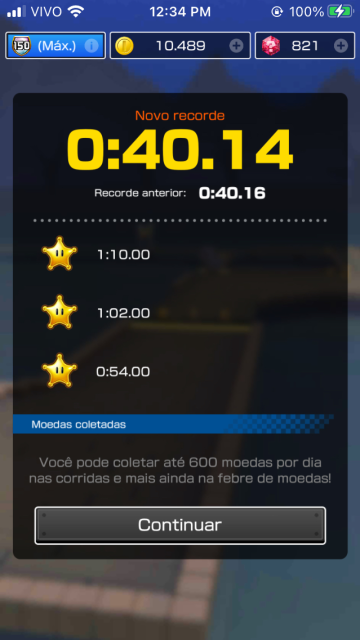 VIVO 12:34 PM 100%
150 (Máx.) i 10.489 + 821 +
Novo recorde
0:40.14
Recorde anterior: 0:40.16
1:10.00
1:02.00
0:54.00
Moedas coletadas
Você pode coletar até 600 moedas por dia
nas corridas e mais ainda na febre de moedas!
Continuar